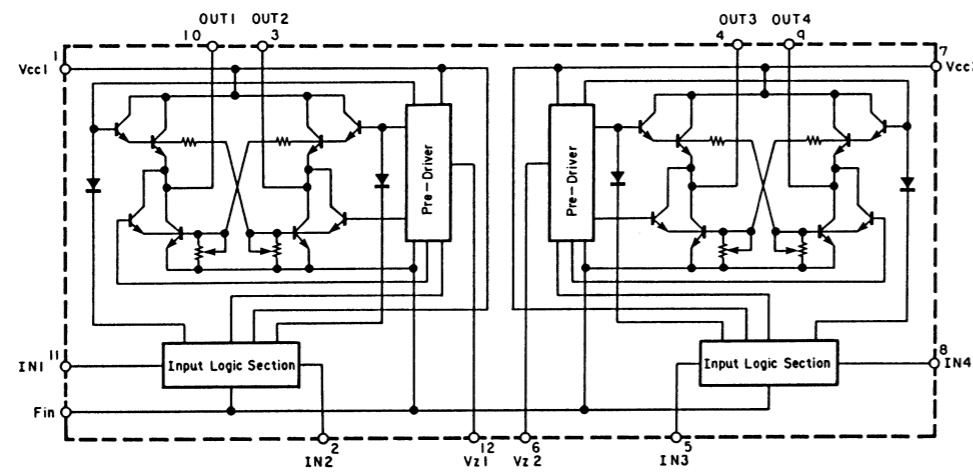 OUT1 OUT2
10 3
OUT3 OUT4
4 9
1
Vcc1
7
Vcc2
Pre-Driver
Pre-Driver
11
IN1
Input Logic Section
Input Logic Section
8
IN4
Fin
2
IN2
12
Vz1
6
Vz2
5
IN3